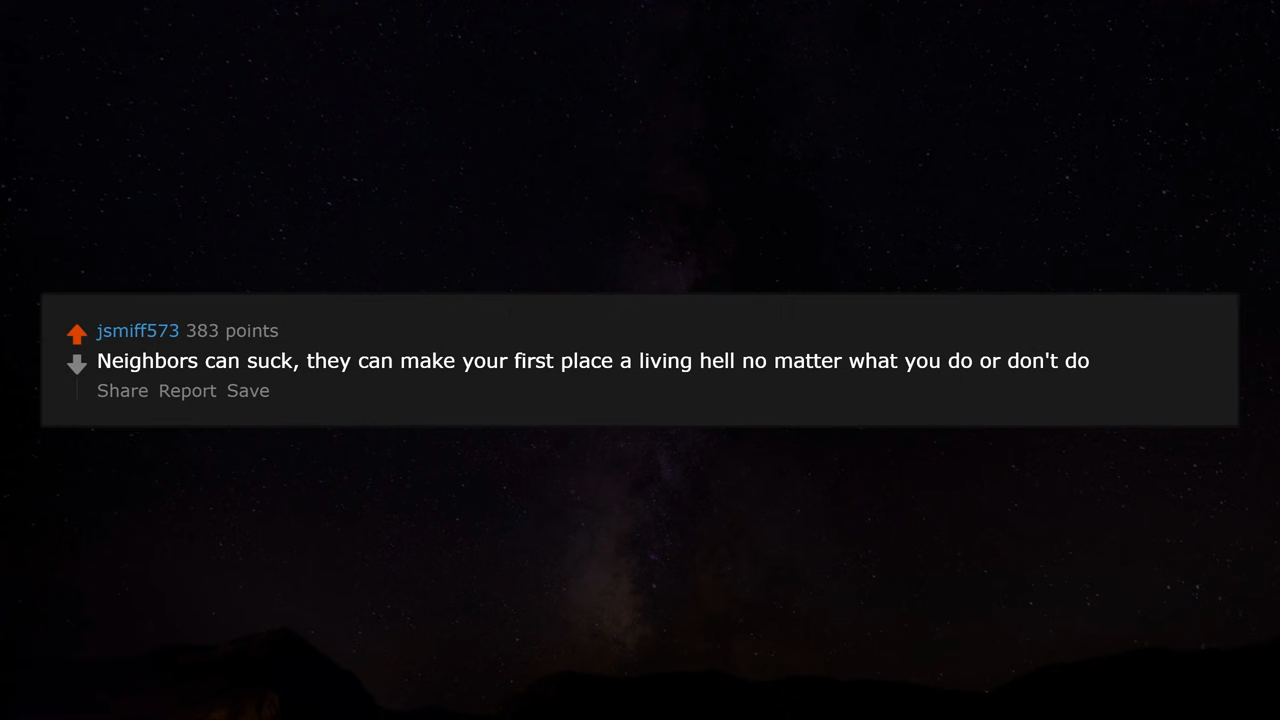 jsmiff573 383 points
Neighbors can suck, they can make your first place a living hell no matter what you do or don't do
Share Report Save